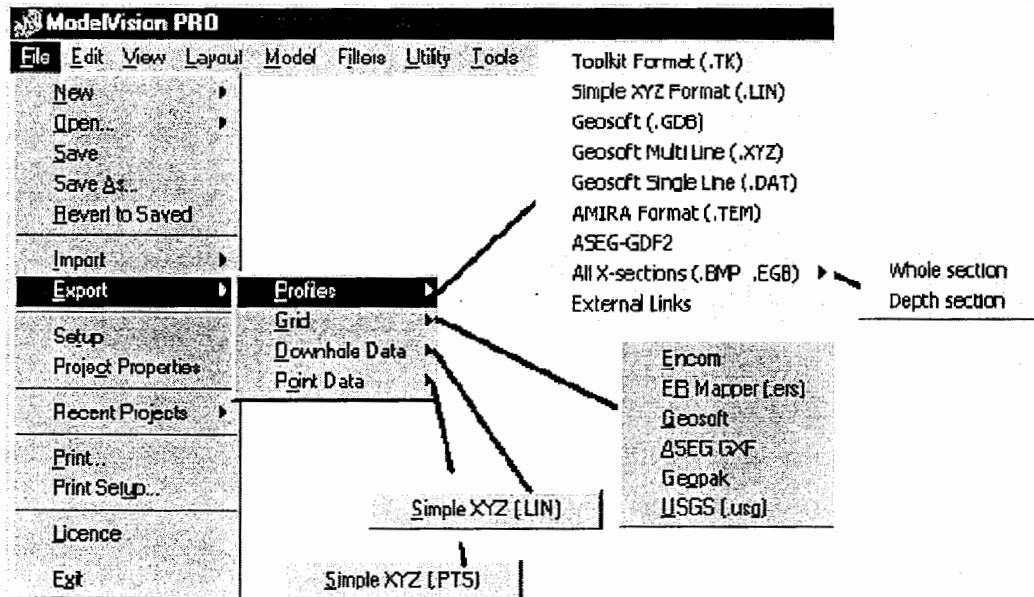 ModelVision PRO
File Edit View Layout Model Filters Utility Tools
New
Open...
Save
Save As...
Revert to Saved
Import
Export
Setup
Project Properties
Recent Projects
Print...
Print Setup...
Licence
Exit
Profiles
Grid
Downhole Data
Point Data
Toolkit Format (.TK)
Simple XYZ Format (.LIN)
Geosoft (.GDB)
Geosoft Multi Line (.XYZ)
Geosoft Single Line (.DAT)
AMIRA Format (.TEM)
ASEG-GDF2
All X-sections (.BMP .EGB)
External Links
Whole section
Depth section
Encom
ER Mapper (.ers)
Geosoft
ASEG GXF
Geopak
USGS (.usg)
Simple XYZ (.LIN)
Simple XYZ (.PTS)